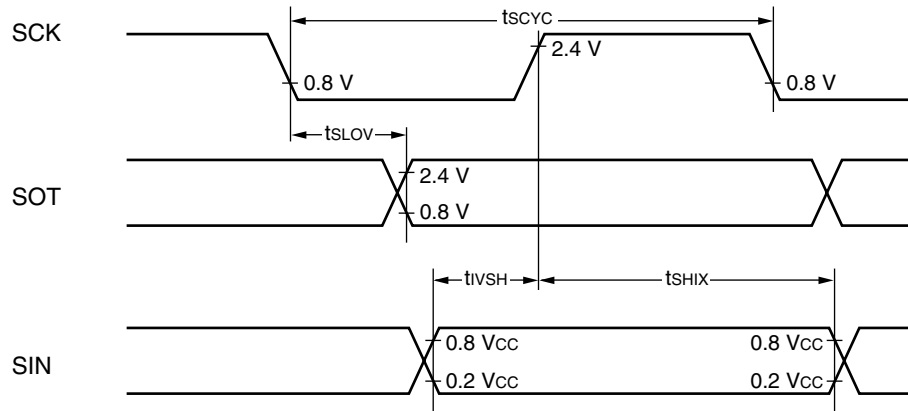 tSCYC
SCK
2.4 V
0.8 V
0.8 V
tSLOV
SOT
2.4 V
0.8 V
tIVSH
tSHIX
SIN
0.8 VCC
0.8 VCC
0.2 VCC
0.2 VCC